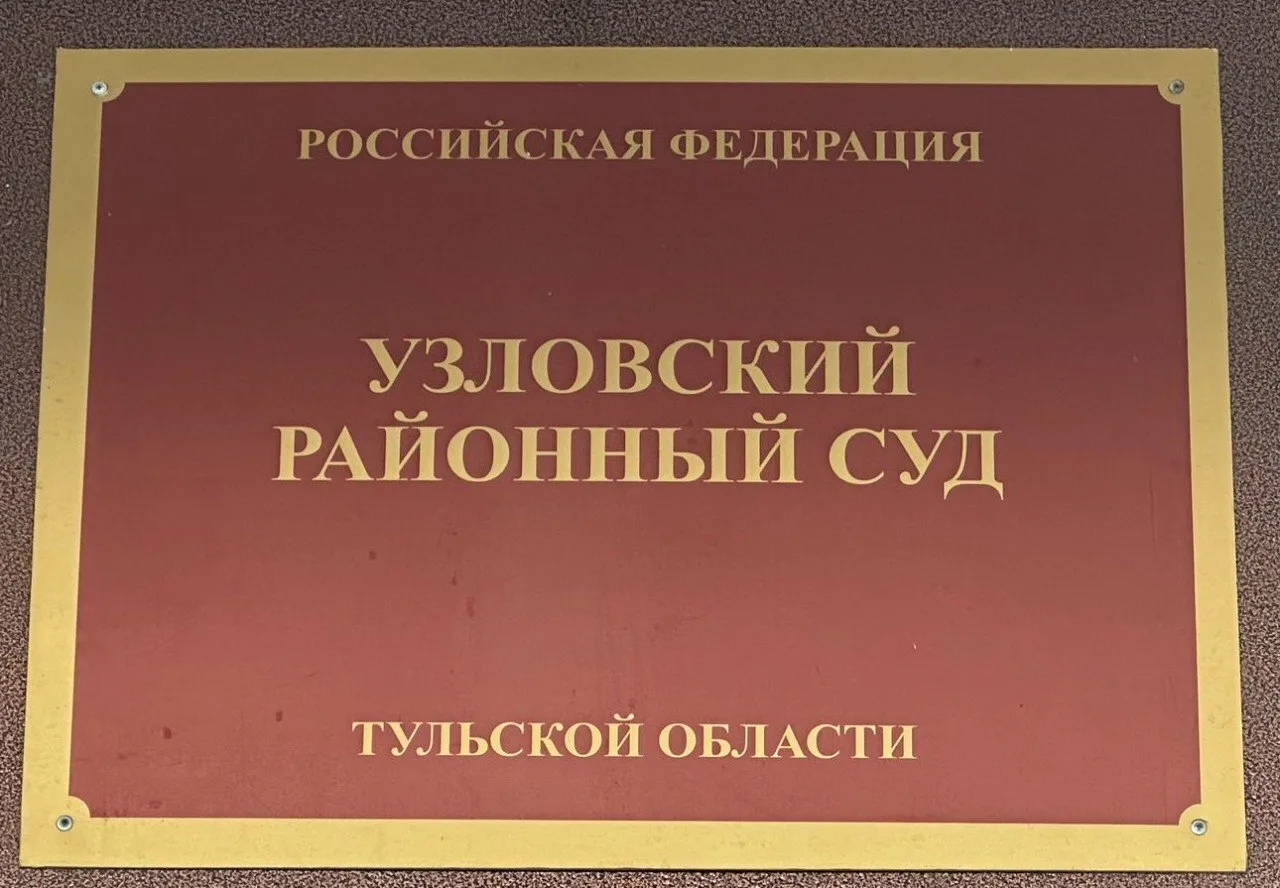 РОССИЙСКАЯ ФЕДЕРАЦИЯ
УЗЛОВСКИЙ
РАЙОННЫЙ СУД
ТУЛЬСКОЙ ОБЛАСТИ